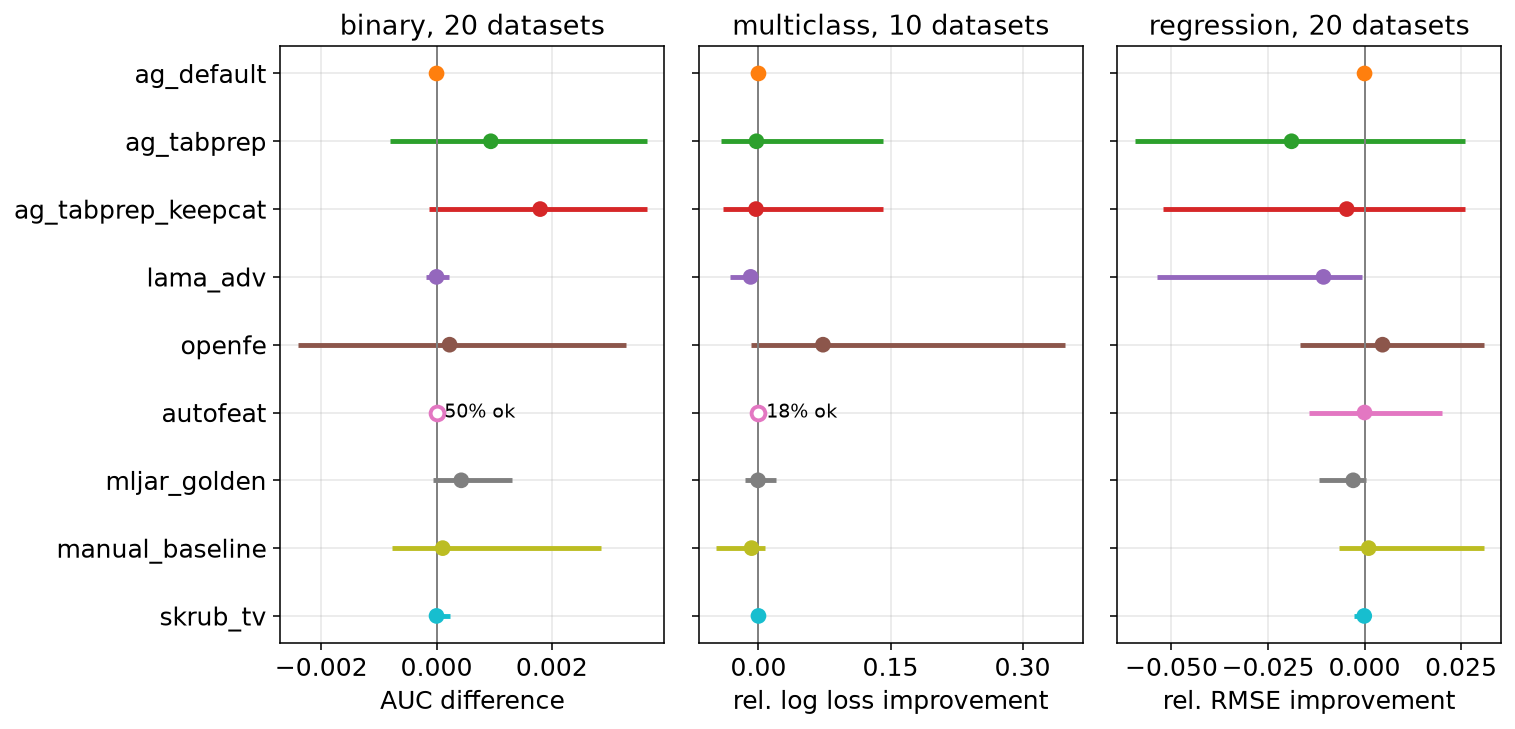 binary, 20 datasets
multiclass, 10 datasets
regression, 20 datasets
ag_default
ag_tabprep
ag_tabprep_keepcat
lama_adv
openfe
autofeat
50% ok
18% ok
mljar_golden
manual_baseline
skrub_tv
−0.002 0.000 0.002
0.00 0.15 0.30
−0.050 −0.025 0.000 0.025
AUC difference
rel. log loss improvement
rel. RMSE improvement